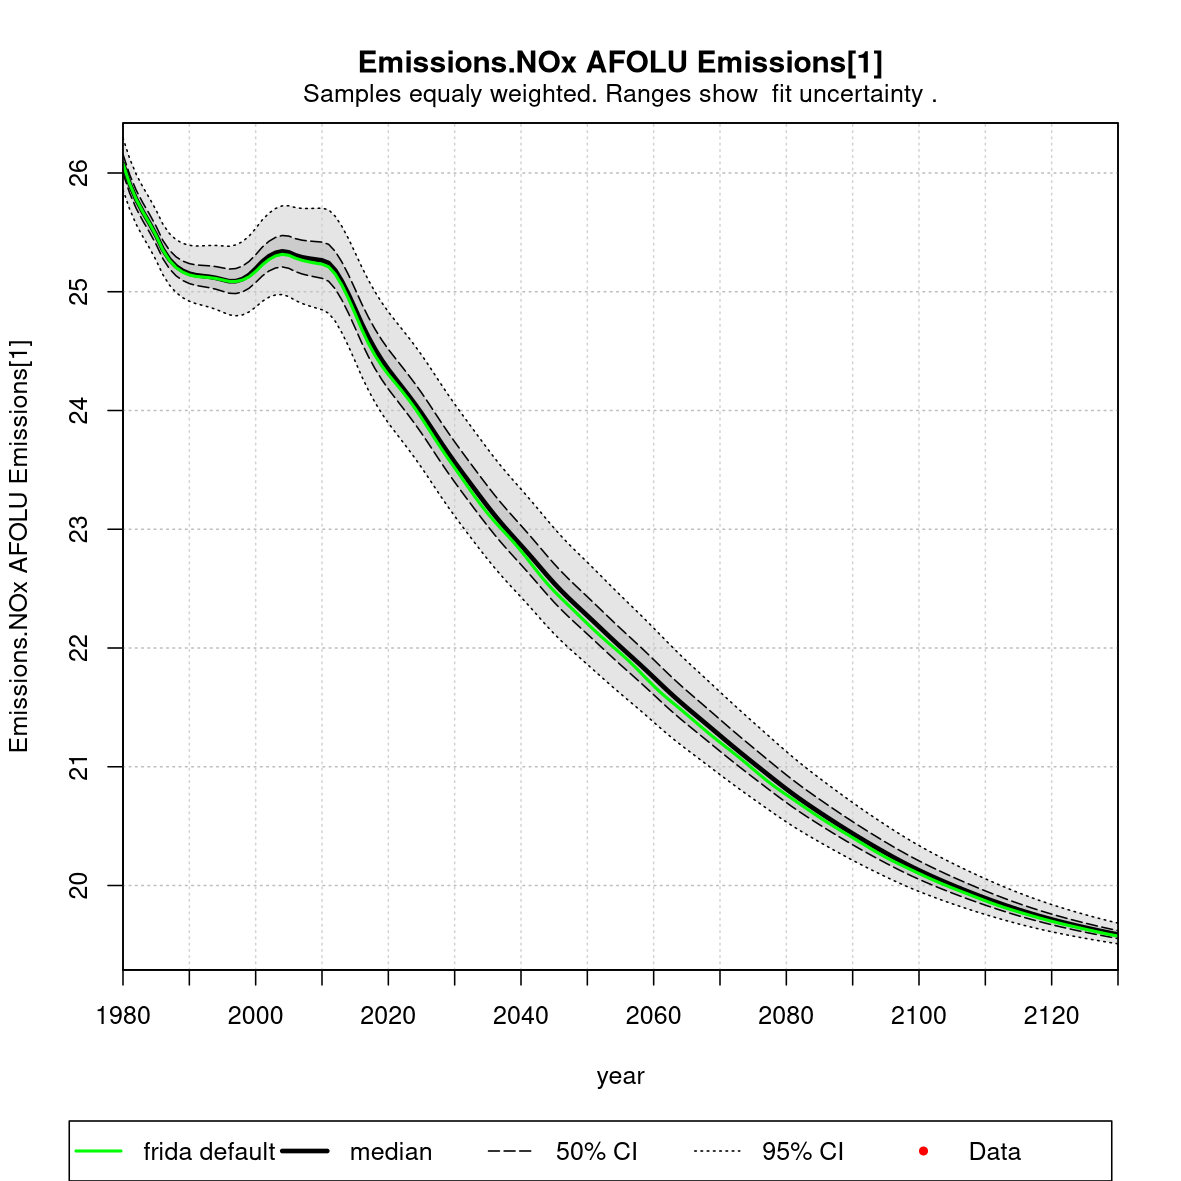 Emissions.NOx AFOLU Emissions[1]
Samples equaly weighted. Ranges show  fit uncertainty .
Emissions.NOx AFOLU Emissions[1]
26
25
24
23
22
21
20
1980 2000 2020 2040 2060 2080 2100 2120
year
frida default median 50% CI 95% CI Data